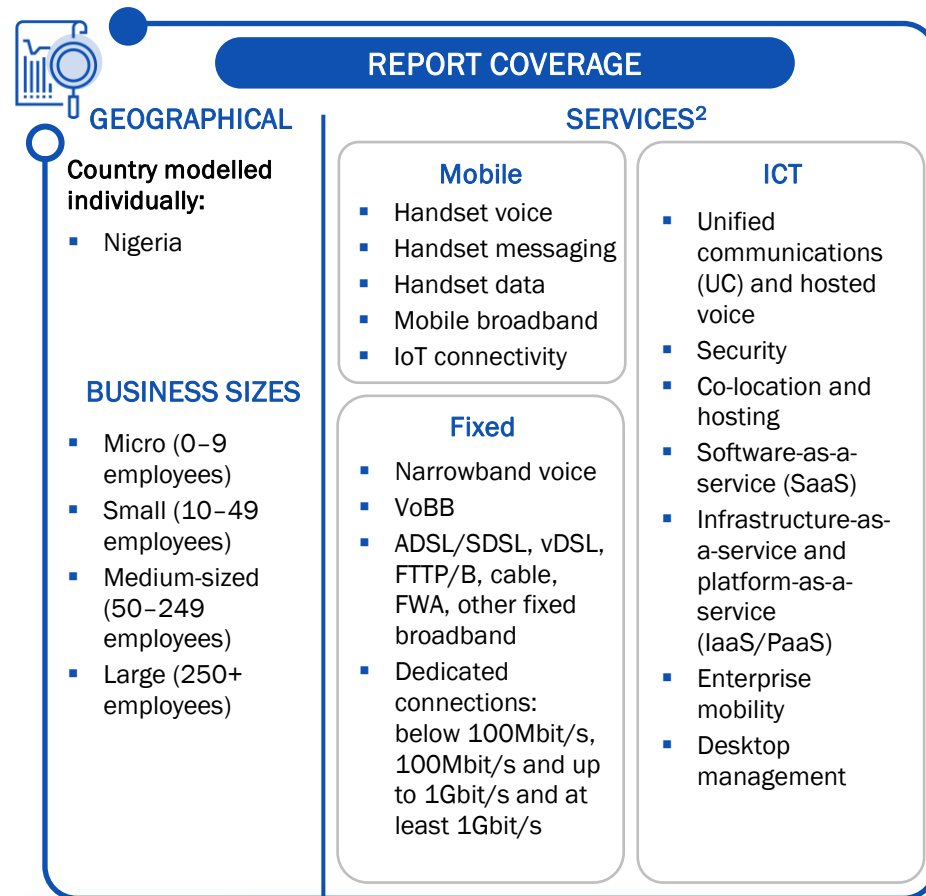 REPORT COVERAGE
GEOGRAPHICAL
Country modelled
individually:
▪ Nigeria
BUSINESS SIZES
▪ Micro (0–9
employees)
▪ Small (10–49
employees)
▪ Medium-sized
(50–249
employees)
▪ Large (250+
employees)
SERVICES²
Mobile
▪ Handset voice
▪ Handset messaging
▪ Handset data
▪ Mobile broadband
▪ IoT connectivity
Fixed
▪ Narrowband voice
▪ VoBB
▪ ADSL/SDSL, vDSL,
FTTP/B, cable,
FWA, other fixed
broadband
▪ Dedicated
connections:
below 100Mbit/s,
100Mbit/s and up
to 1Gbit/s and at
least 1Gbit/s
ICT
▪ Unified
communications
(UC) and hosted
voice
▪ Security
▪ Co-location and
hosting
▪ Software-as-a-
service (SaaS)
▪ Infrastructure-as-
a-service and
platform-as-a-
service
(IaaS/PaaS)
▪ Enterprise
mobility
▪ Desktop
management